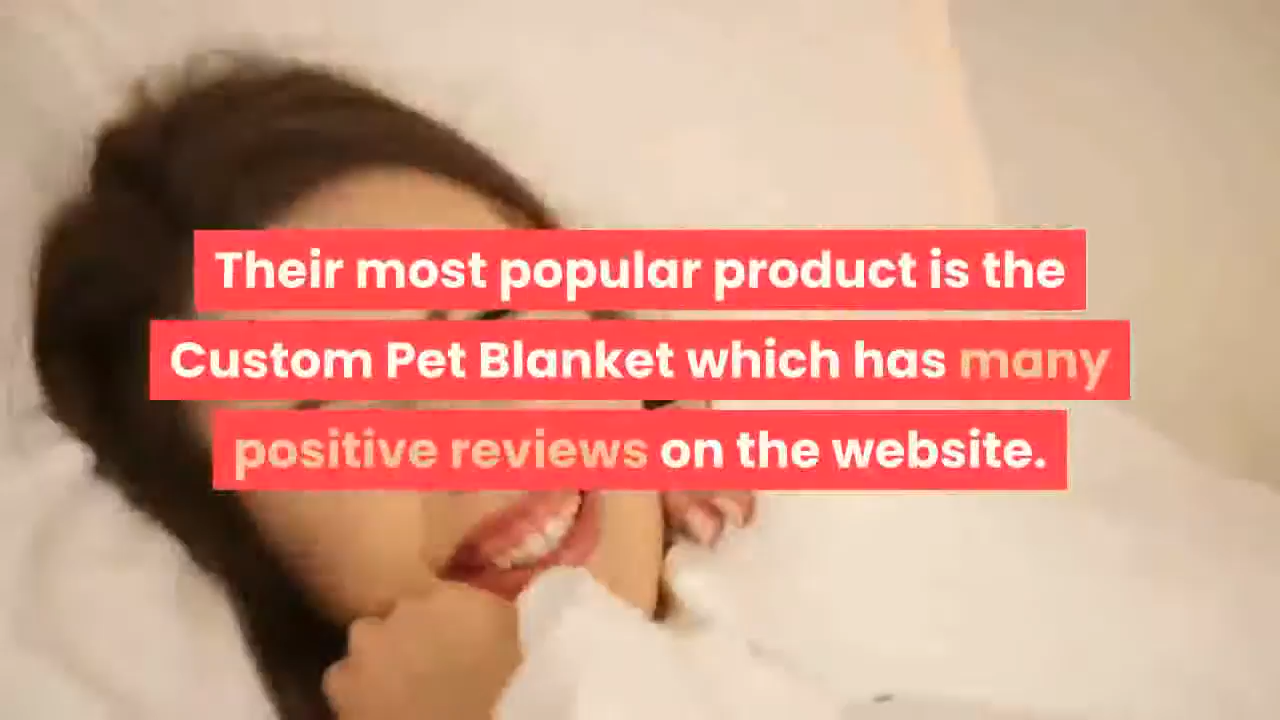 Their most popular product is the
Custom Pet Blanket which has many
positive reviews on the website.